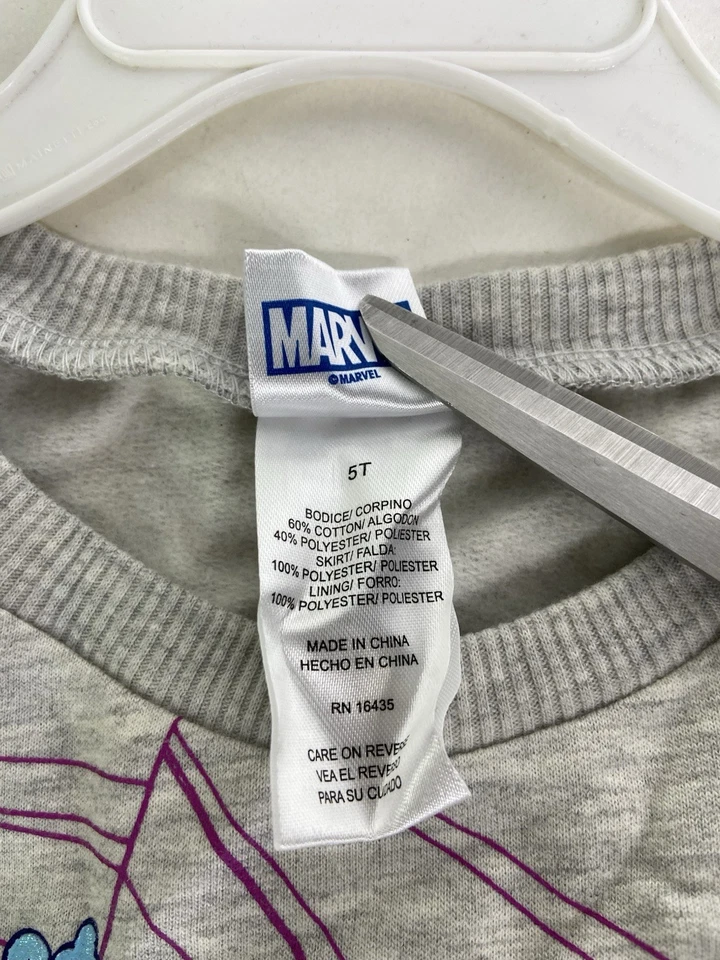 MARV
©MARVEL
5T
BODICE/ CORPINO
60% COTTON/ ALGODON
40% POLYESTER/ POLIESTER
SKIRT/ FALDA:
100% POLYESTER/ POLIESTER
LINING/ FORRO:
100% POLYESTER/ POLIESTER
MADE IN CHINA
HECHO EN CHINA
RN 16435
CARE ON REVERSE
VEA EL REVERSO
PARA SU CUIDADO